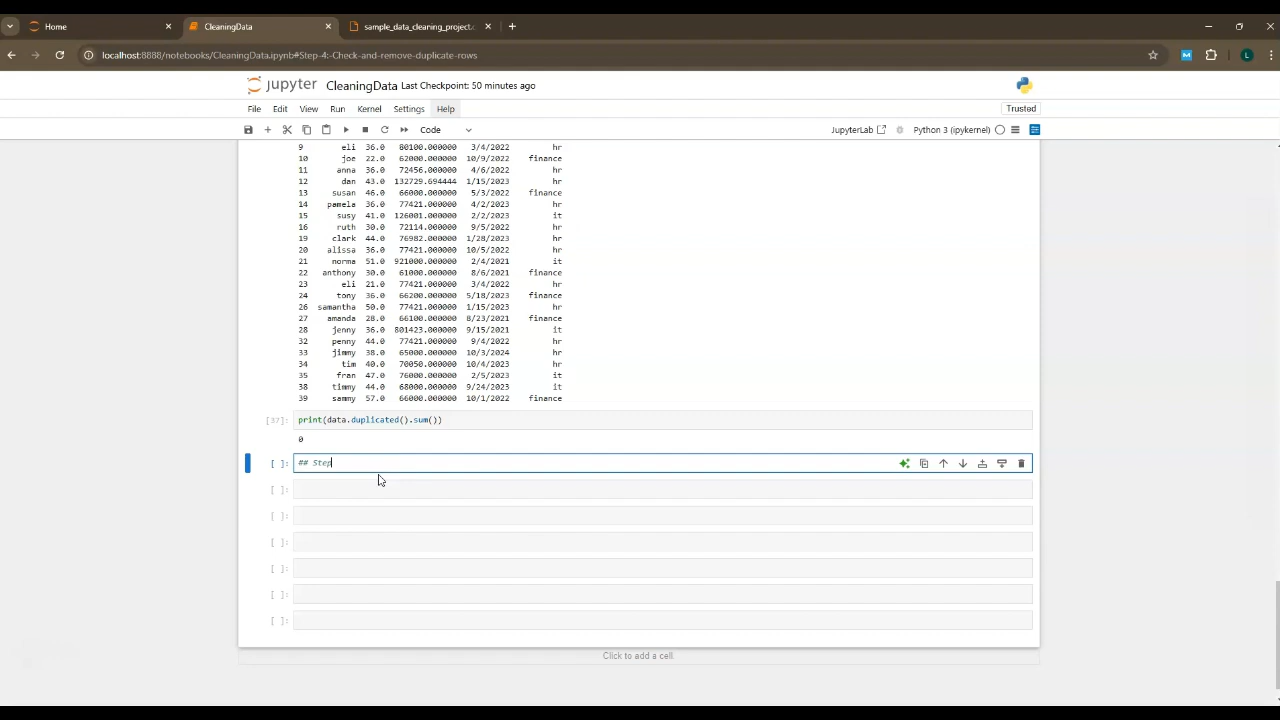 Home
CleaningData
sample_data_cleaning_project.c
localhost:8888/notebooks/CleaningData.ipynb#Step-4:-Check-and-remove-duplicate-rows
M
L
jupyter CleaningData Last Checkpoint: 50 minutes ago
File Edit View Run Kernel Settings Help
Trusted
Code
JupyterLab
Python 3 (ipykernel)
9 eli 36.0 80100.000000 3/4/2022 hr
10 joe 22.0 62000.000000 10/9/2022 finance
11 anna 36.0 72456.000000 4/6/2022 hr
12 dan 43.0 132729.694444 1/15/2023 hr
13 susan 46.0 66000.000000 5/3/2022 finance
14 pamela 36.0 77421.000000 4/2/2023 hr
15 susy 41.0 126001.000000 2/2/2023 it
16 ruth 30.0 72114.000000 9/5/2022 hr
19 clark 44.0 76982.000000 1/28/2023 hr
20 alissa 36.0 77421.000000 10/5/2022 hr
21 norma 51.0 921000.000000 2/4/2021 it
22 anthony 30.0 61000.000000 8/6/2021 finance
23 eli 21.0 77421.000000 3/4/2022 hr
24 tony 36.0 66200.000000 5/18/2023 finance
26 samantha 50.0 77421.000000 1/15/2023 hr
27 amanda 28.0 66100.000000 8/23/2021 finance
28 jenny 36.0 801423.000000 9/15/2021 it
32 penny 44.0 77421.000000 9/4/2022 hr
33 jimmy 38.0 65000.000000 10/3/2024 hr
34 tim 40.0 70050.000000 10/4/2023 hr
35 fran 47.0 76000.000000 2/5/2023 it
38 timmy 44.0 68000.000000 9/24/2023 it
39 sammy 57.0 66000.000000 10/1/2022 finance
[37]: print(data.duplicated().sum())
0
[ ]: ## Step
[ ]:
[ ]:
[ ]:
[ ]:
[ ]:
[ ]:
Click to add a cell.